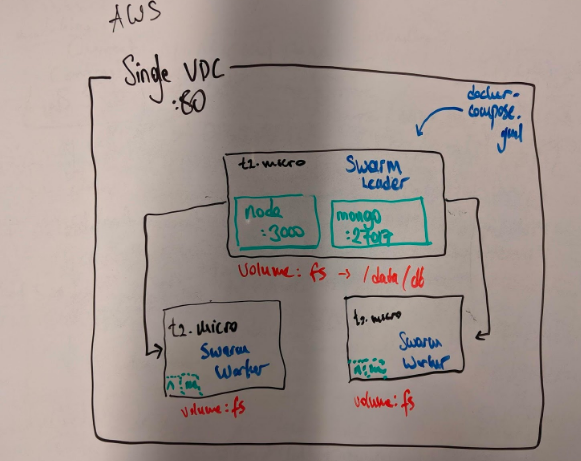 AWS
Single VDC
:80
docker-
compose.
yml
t2.micro
Swarm
Leader
node
:3000
mongo
:27017
volume: fs → /data/db
t2.micro
Swarm
Worker
n
m
volume: fs
t2.micro
Swarm
Worker
n
m
volume: fs